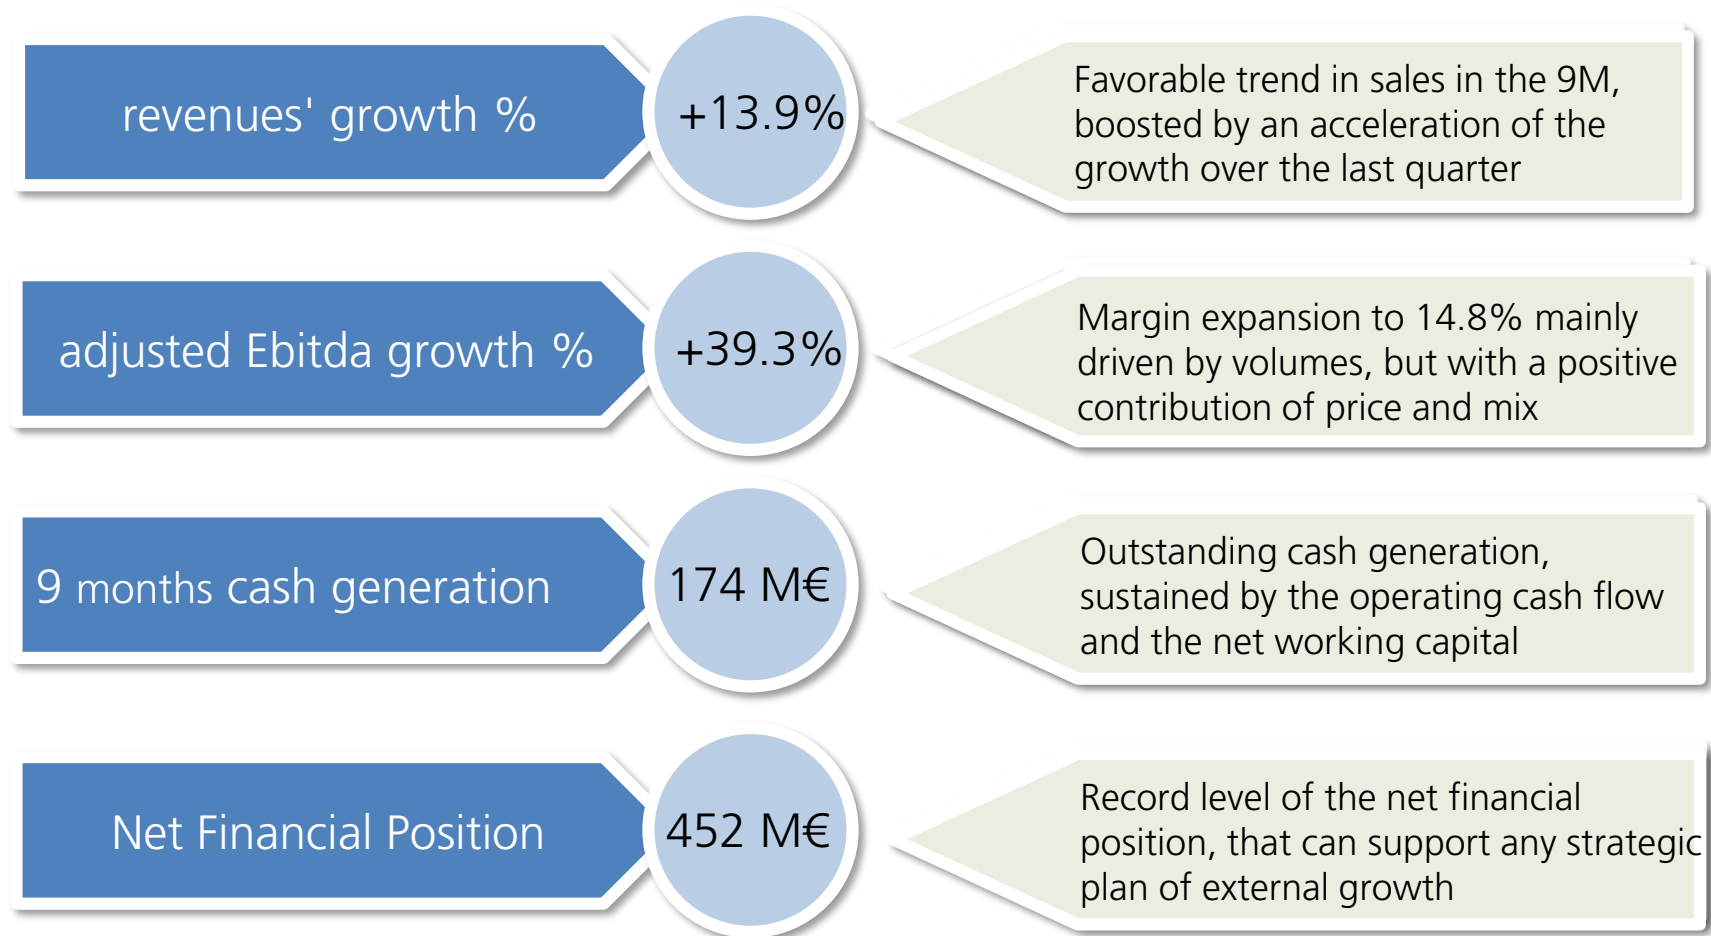 revenues' growth %
+13.9%
Favorable trend in sales in the 9M,
boosted by an acceleration of the
growth over the last quarter
adjusted Ebitda growth %
+39.3%
Margin expansion to 14.8% mainly
driven by volumes, but with a positive
contribution of price and mix
9 months cash generation
174 M€
Outstanding cash generation,
sustained by the operating cash flow
and the net working capital
Net Financial Position
452 M€
Record level of the net financial
position, that can support any strategic
plan of external growth